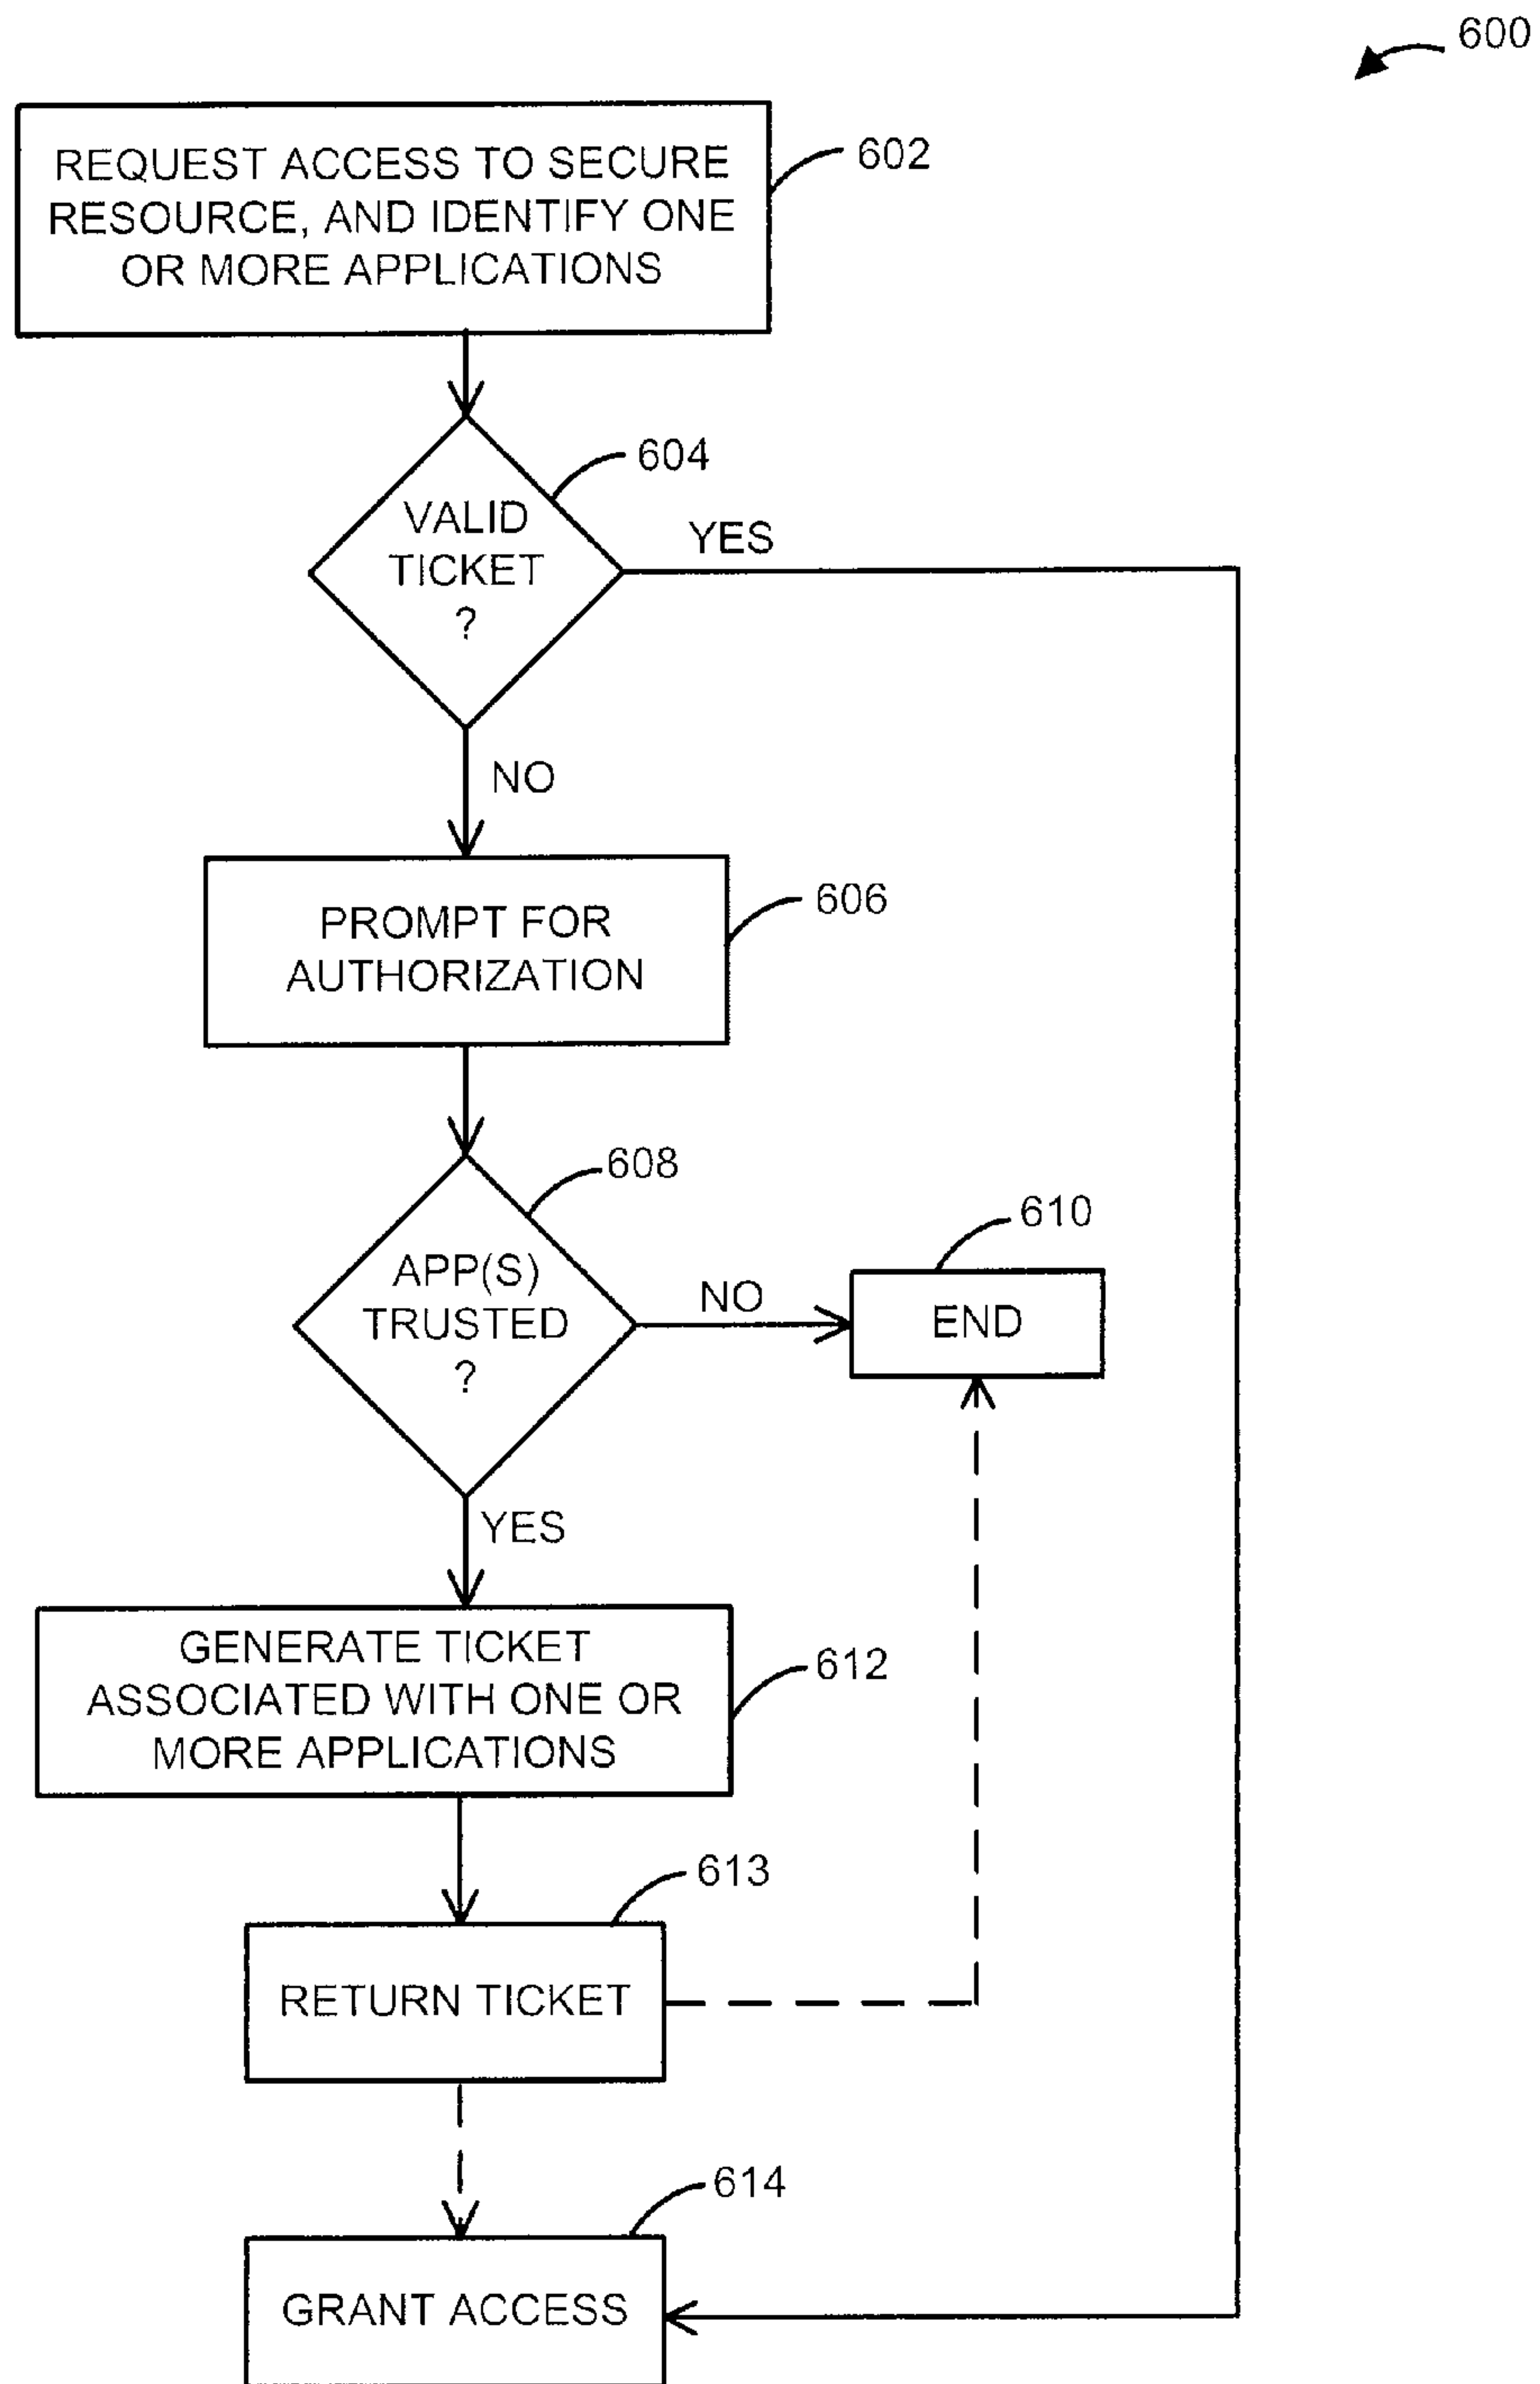 600
REQUEST ACCESS TO SECURE
RESOURCE, AND IDENTIFY ONE
OR MORE APPLICATIONS
602
604
VALID
TICKET
?
YES
NO
606
PROMPT FOR
AUTHORIZATION
608
APP(S)
TRUSTED
?
NO
610
END
YES
GENERATE TICKET
ASSOCIATED WITH ONE OR
MORE APPLICATIONS
612
613
RETURN TICKET
614
GRANT ACCESS